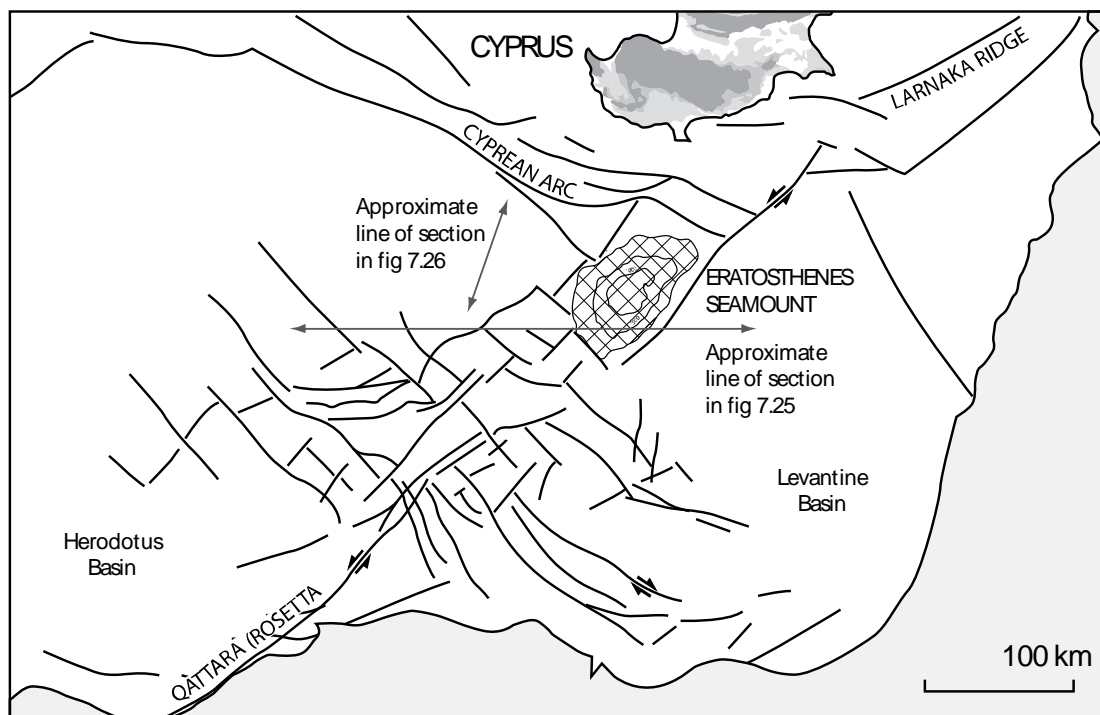 CYPRUS
LARNAKA RIDGE
CYPREAN ARC
Approximate
line of section
in fig 7.26
ERATOSTHENES
SEAMOUNT
Approximate
line of section
in fig 7.25
Levantine
Basin
Herodotus
Basin
QATTARA (ROSETTA
100 km